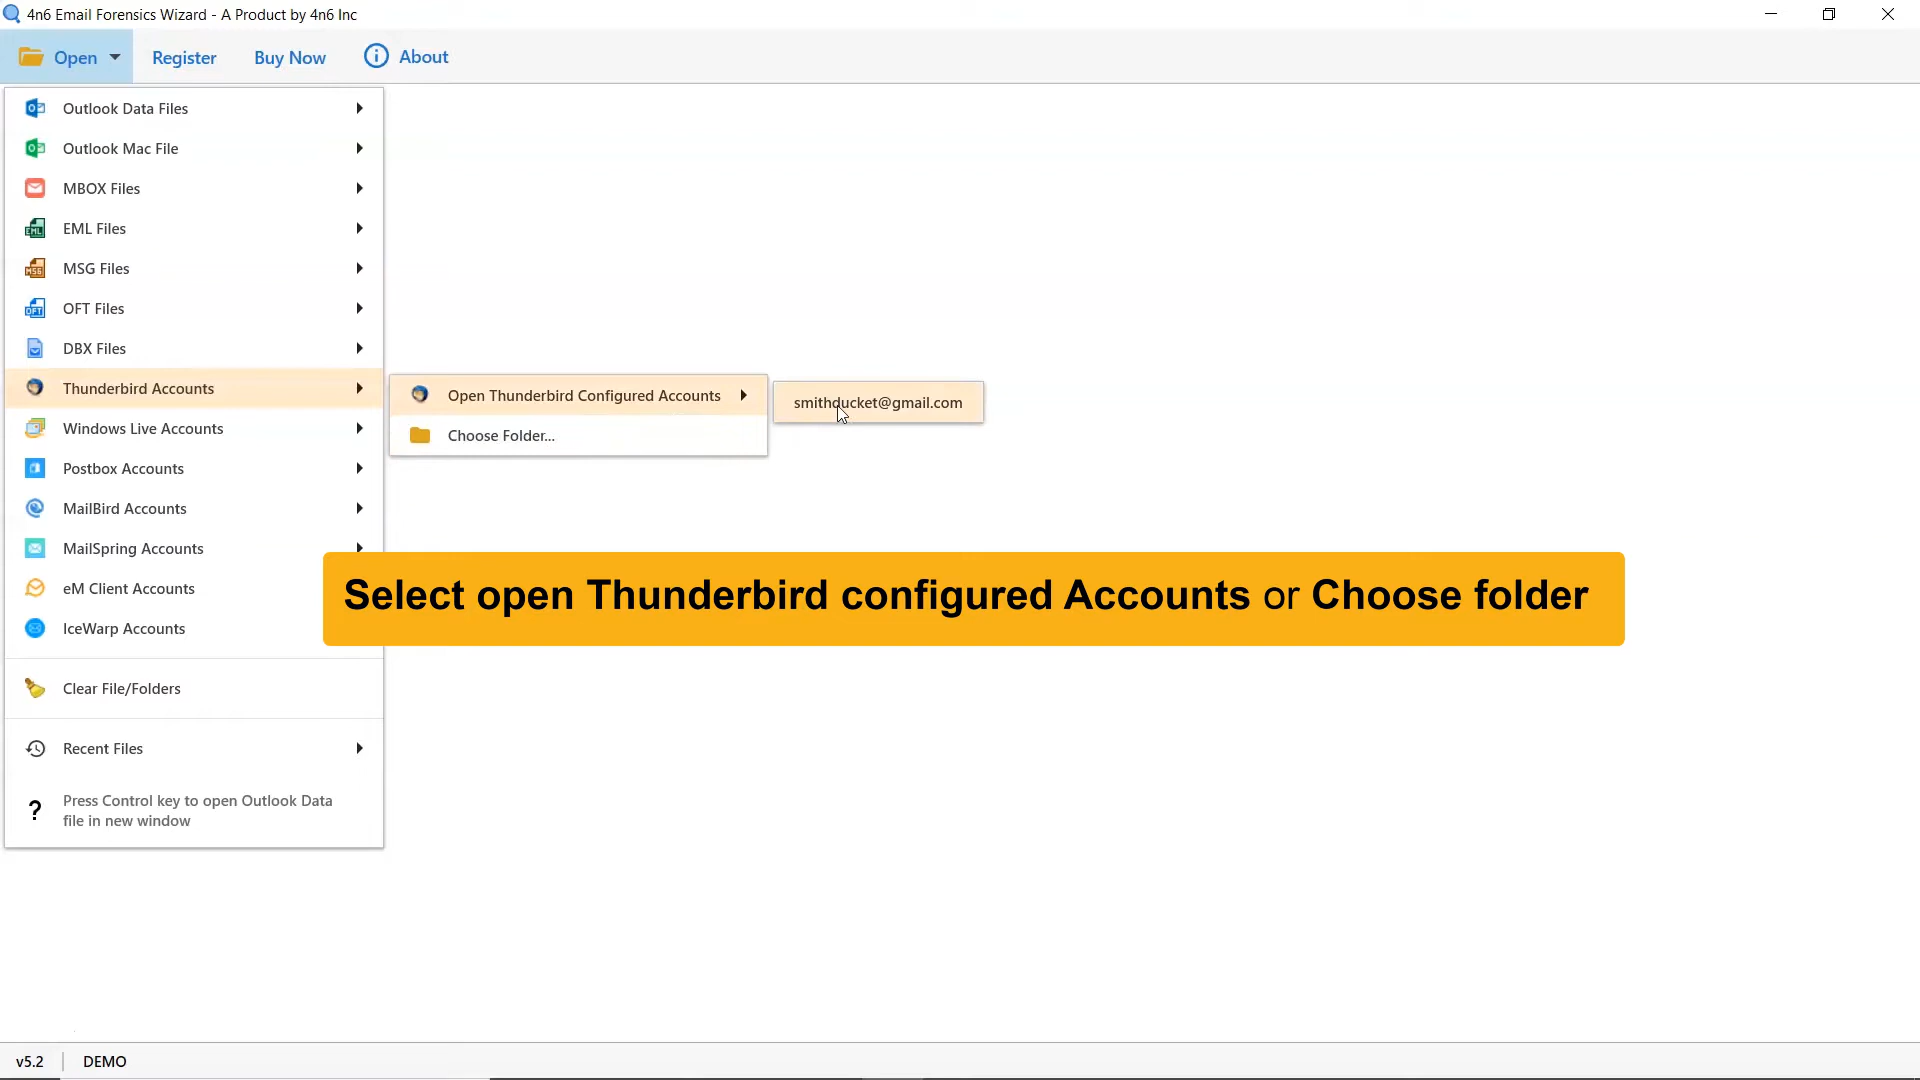 4n6 Email Forensics Wizard - A Product by 4n6 Inc
Open Register Buy Now About
Outlook Data Files
Outlook Mac File
MBOX Files
EML Files
MSG Files
OFT Files
DBX Files
Thunderbird Accounts
Open Thunderbird Configured Accounts
smithducket@gmail.com
Choose Folder...
Windows Live Accounts
Postbox Accounts
MailBird Accounts
MailSpring Accounts
eM Client Accounts
IceWarp Accounts
Select open Thunderbird configured Accounts or Choose folder
Clear File/Folders
Recent Files
? Press Control key to open Outlook Data
file in new window
v5.2 DEMO